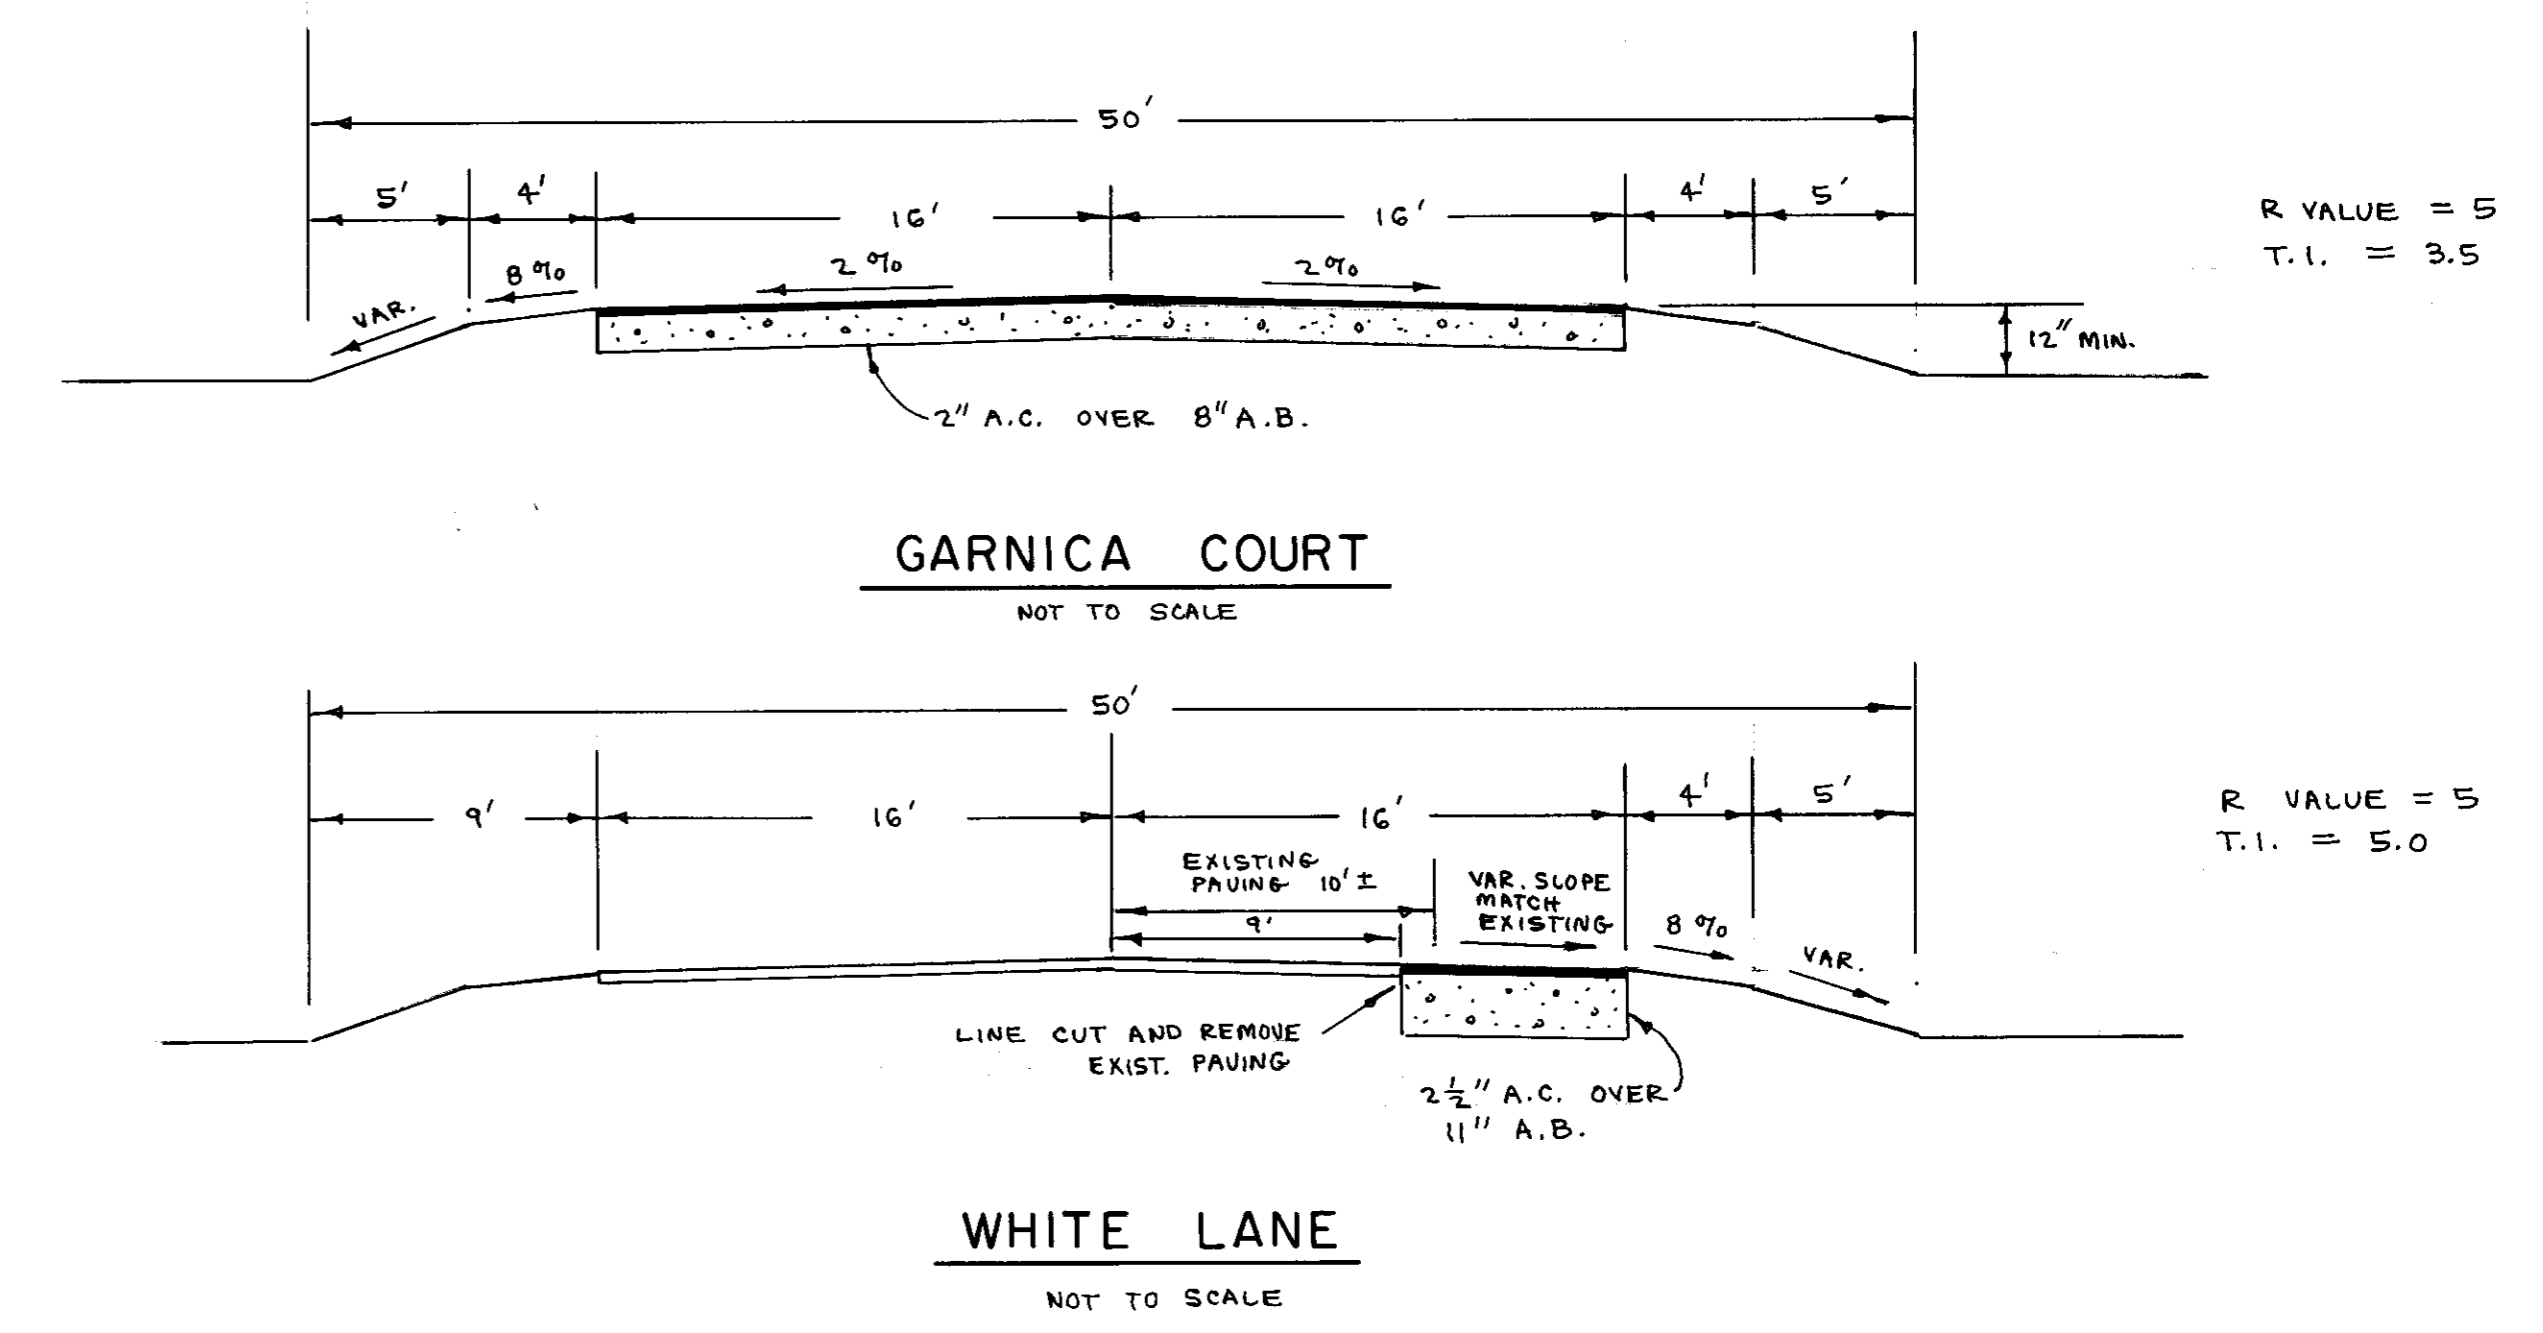 50'
5'
4'
16'
16'
4'
5'
R VALUE = 5
T.I. = 3.5
VAR.
8%
2%
2%
12" MIN.
2" A.C. OVER 8" A.B.
GARNICA COURT
NOT TO SCALE
50'
9'
16'
16'
4'
5'
R VALUE = 5
T.I. = 5.0
EXISTING
PAVING 10' ±
9'
VAR. SLOPE
MATCH
EXISTING
8%
VAR.
LINE CUT AND REMOVE
EXIST. PAVING
2 1/2" A.C. OVER
11" A.B.
WHITE LANE
NOT TO SCALE